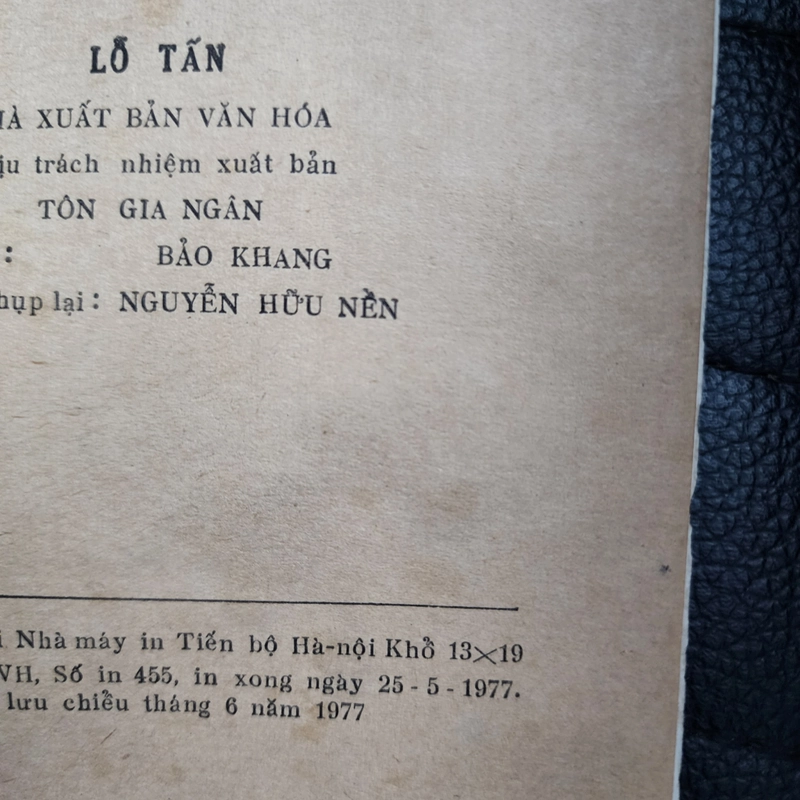 LỖ TẤN
À XUẤT BẢN VĂN HÓA
ịu trách nhiệm xuất bản
TÔN GIA NGÂN
: BẢO KHANG
hụp lại : NGUYỄN HỮU NỀN
i Nhà máy in Tiến bộ Hà-nội Khổ 13×19
VH, Số in 455, in xong ngày 25-5-1977.
lưu chiểu tháng 6 năm 1977